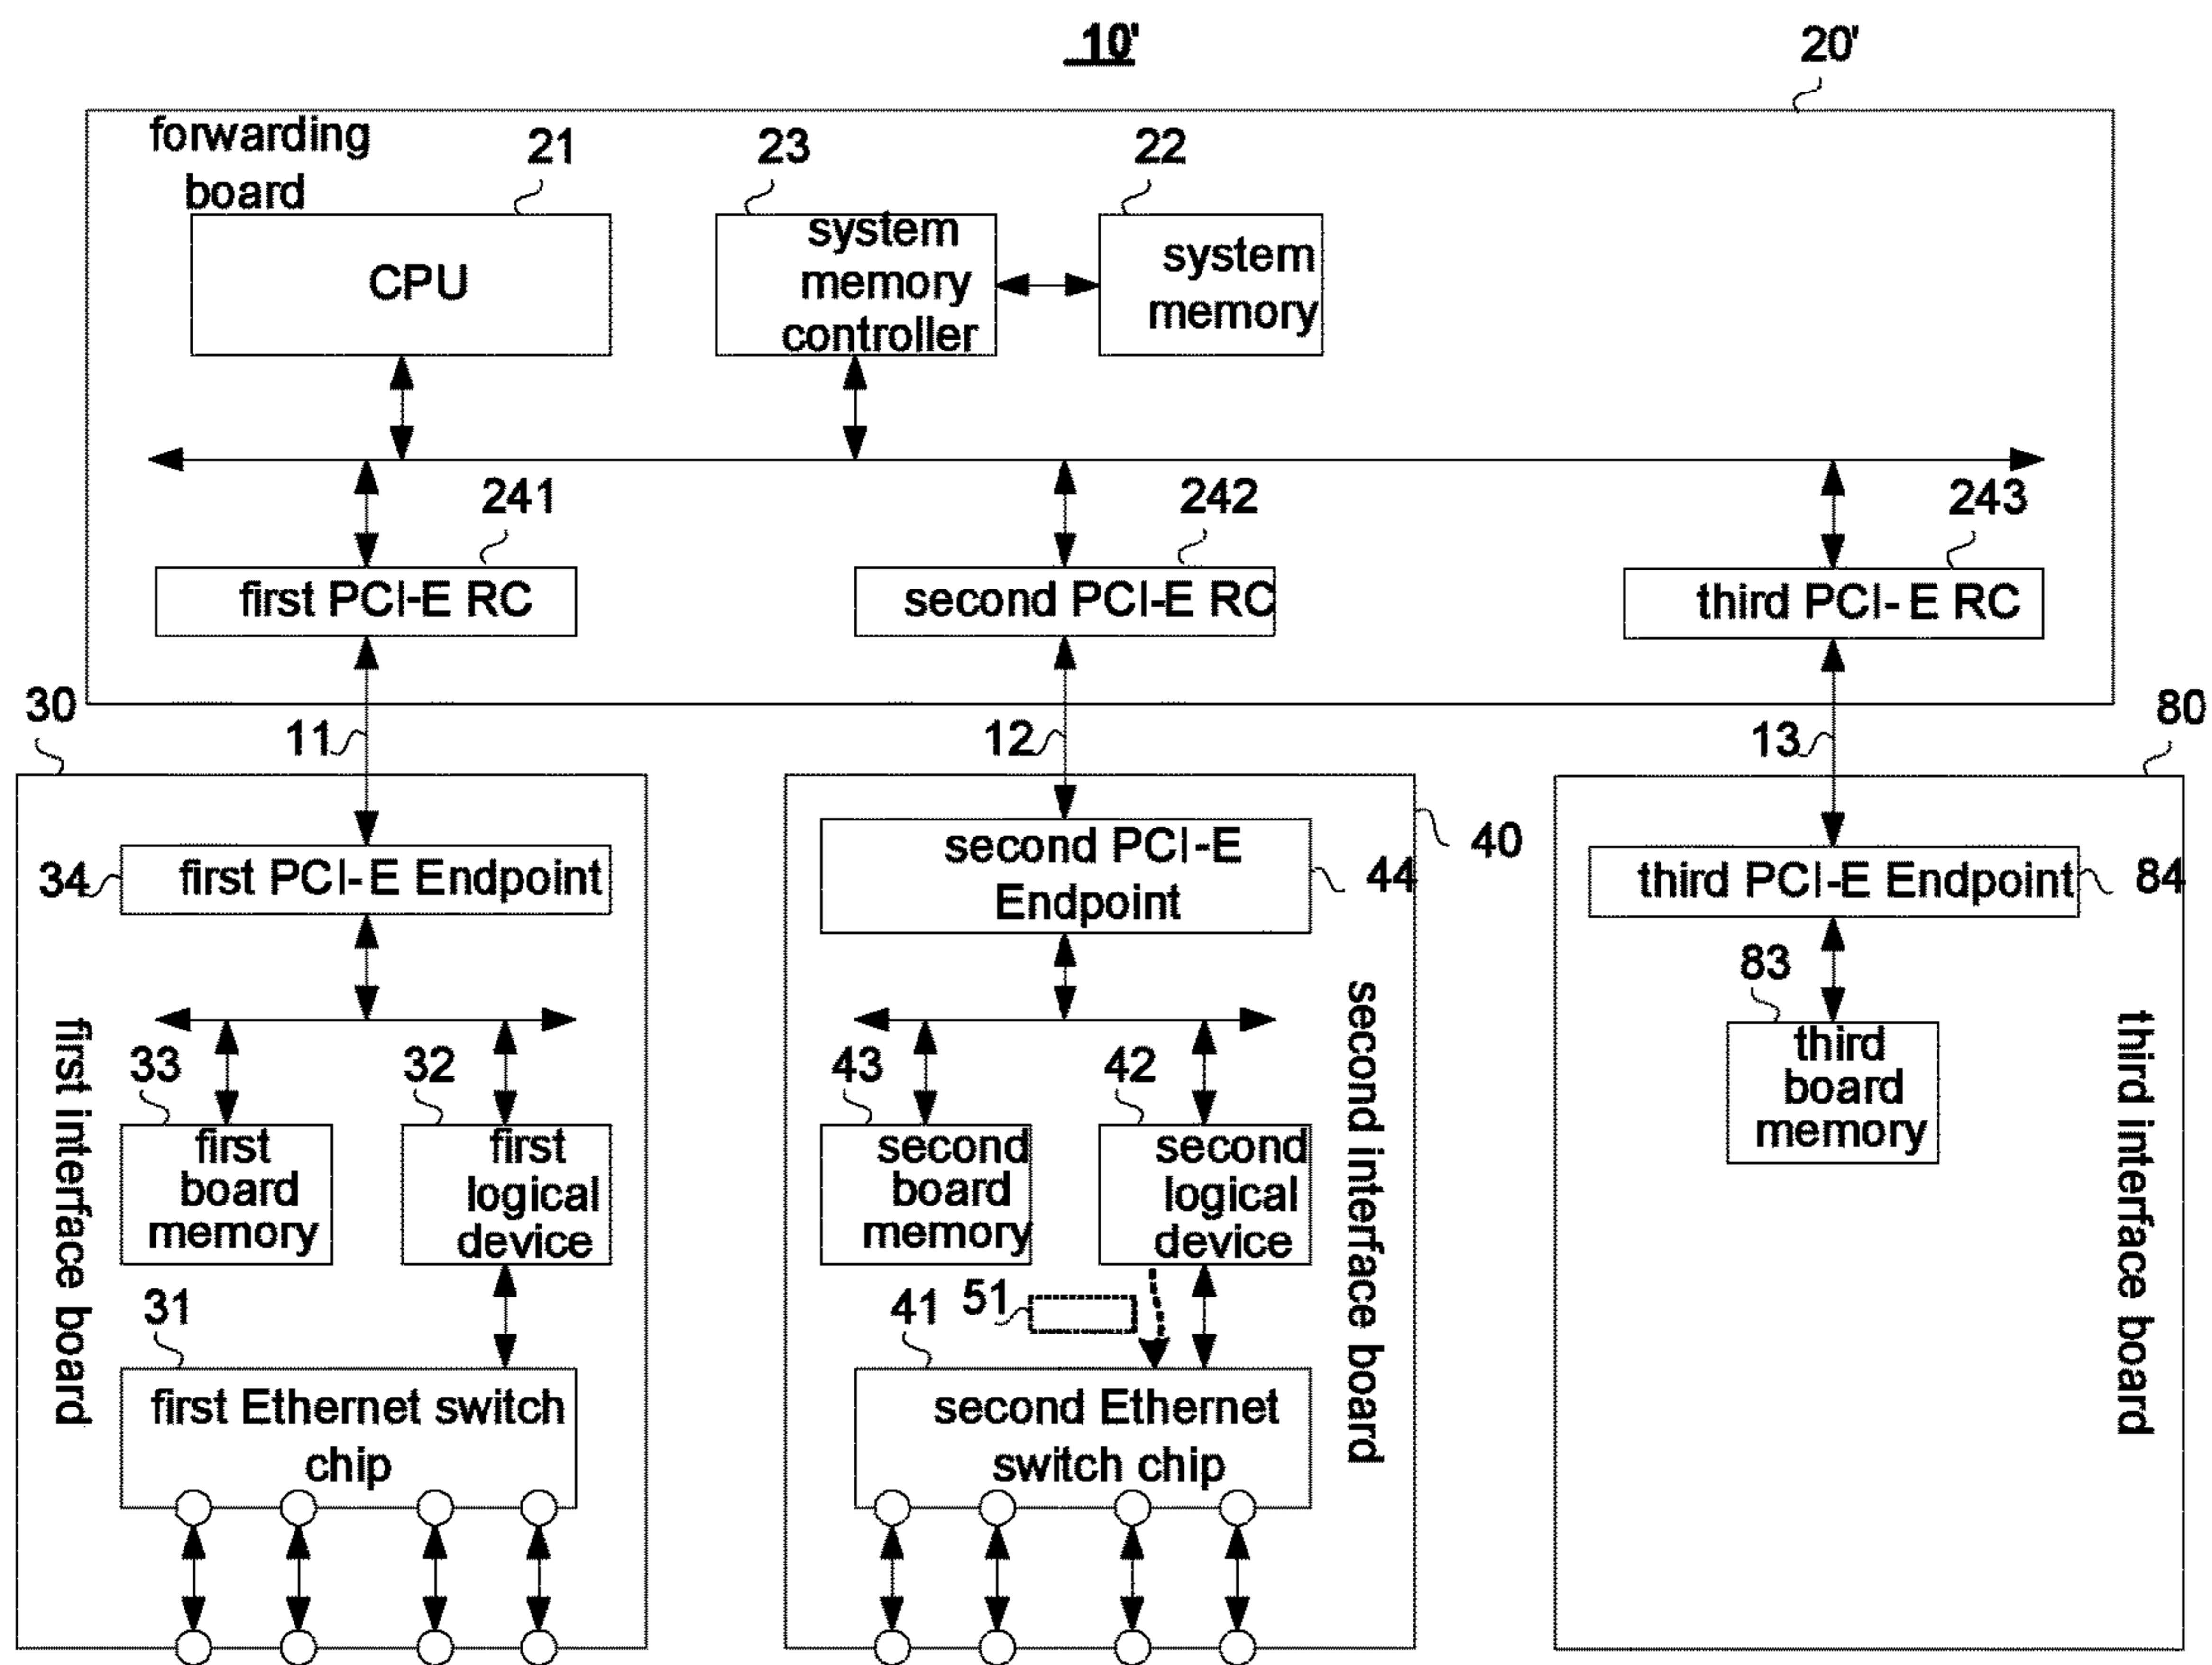 10'
20'
forwarding
board
21
23
22
CPU
system
memory
controller
system
memory
241
242
243
first PCI-E RC
second PCI-E RC
third PCI-E RC
30
11
12
13
80
34
first PCI-E Endpoint
second PCI-E
Endpoint
44
40
third PCI-E Endpoint
84
first interface board
33
32
first
board
memory
first
logical
device
31
first Ethernet switch
chip
second interface board
43
42
second
board
memory
second
logical
device
51
41
second Ethernet
switch chip
83
third
board
memory
third interface board